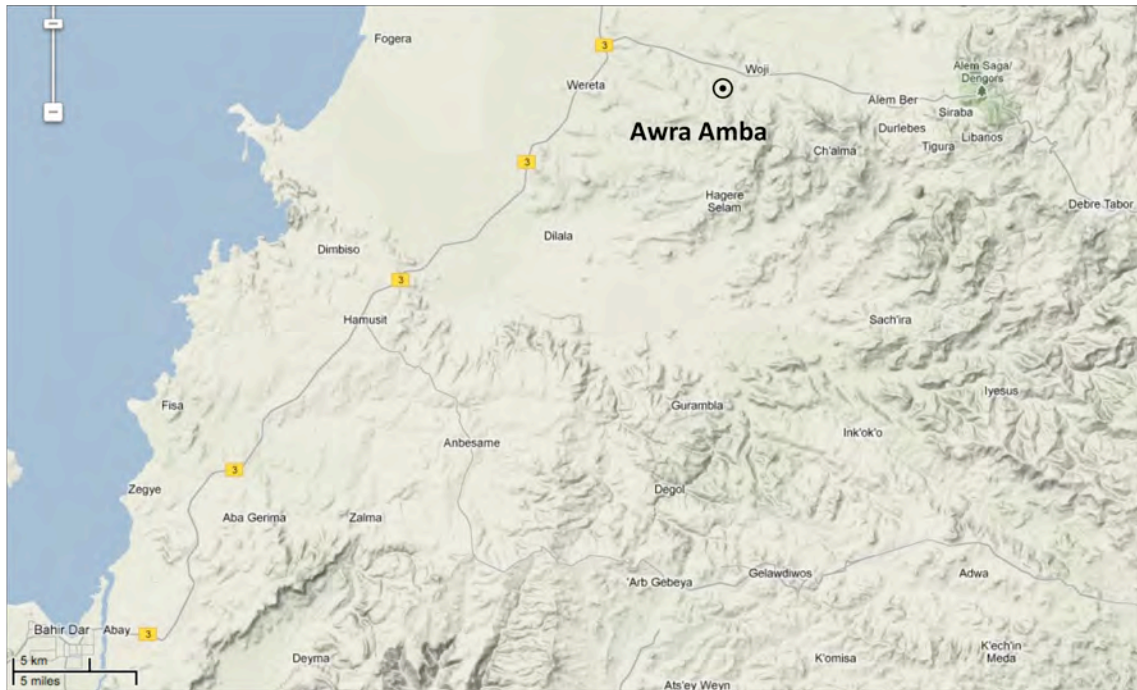 Fogera
3
Wereta
Woji
Alem Saga/
Dengors
Alem Ber
Siraba
Awra Amba
Durlebes
Libanos
Tigura
Ch'alma
3
Hagere
Selam
Debre Tabor
Dilala
Dimbiso
3
Hamusit
Sach'ira
Iyesus
Fisa
Gurambla
Ink'ok'o
Anbesame
3
Zegye
Degol
Aba Gerima
Zalma
'Arb Gebeya
Gelawdiwos
Adwa
Bahir Dar
Abay
3
K'ech'in
Meda
Deyma
K'omisa
5 km
5 miles
Ats'ey Weyn